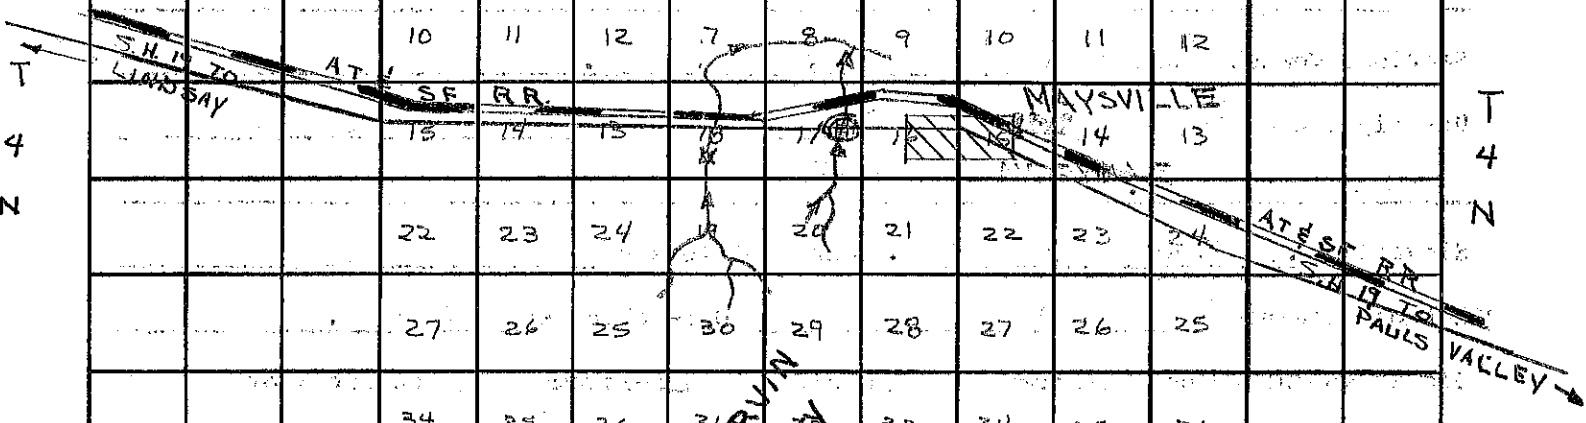 10 11 12 7 8 9 10 11 12
S.H. 19 TO
LINDSAY
AT &
SF RR.
MAYSVILLE
T
4
N
T
4
N
15 14 13 18 17 14 13
22 23 24 19 20 21 22 23 24
AT & SF RR
S.H 19 TO
PAULS VALLEY
27 26 25 30 29 28 27 26 25
34